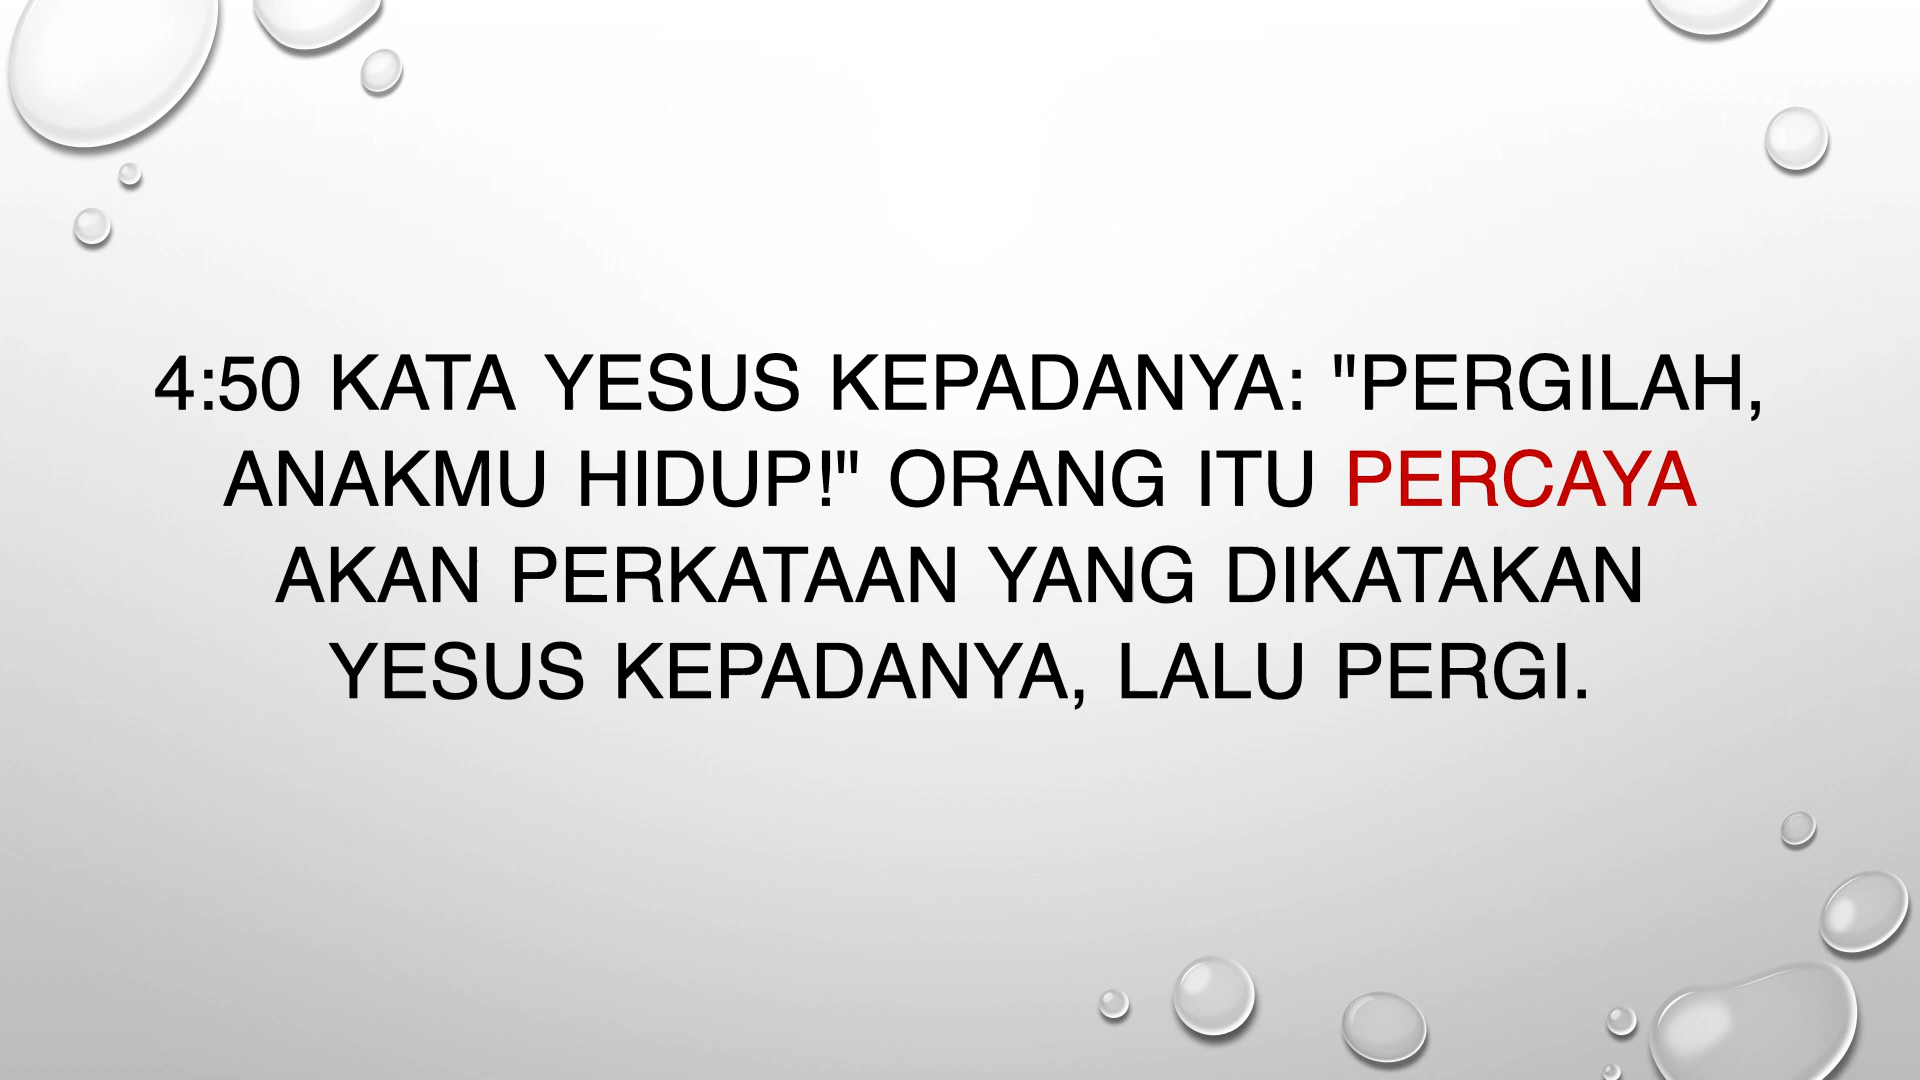 4:50 KATA YESUS KEPADANYA: "PERGILAH,
ANAKMU HIDUP!" ORANG ITU PERCAYA
AKAN PERKATAAN YANG DIKATAKAN
YESUS KEPADANYA, LALU PERGI.